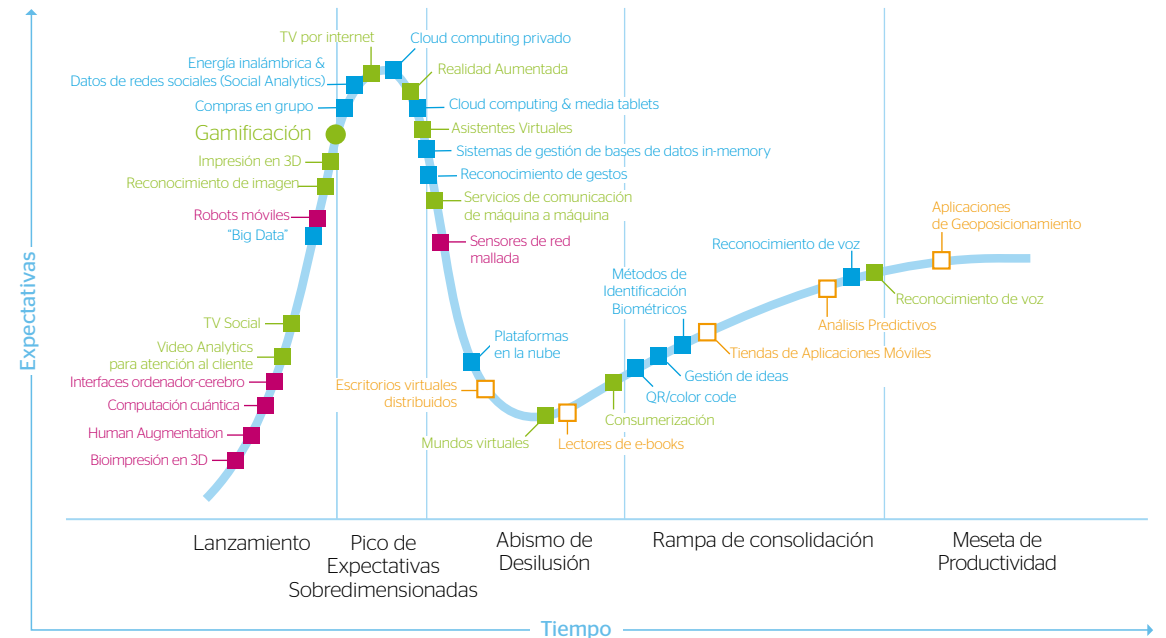 TV por internet
Cloud computing privado
Energía inalámbrica &
Datos de redes sociales (Social Analytics)
Realidad Aumentada
Compras en grupo
Cloud computing & media tablets
Gamificación
Asistentes Virtuales
Impresión en 3D
Sistemas de gestión de bases de datos in-memory
Reconocimiento de imagen
Reconocimiento de gestos
Servicios de comunicación
de máquina a máquina
Robots móviles
"Big Data"
Sensores de red
mallada
Aplicaciones
de Geoposicionamiento
Reconocimiento de voz
Métodos de
Identificación
Biométricos
Reconocimiento de voz
Análisis Predictivos
TV Social
Video Analytics
para atención al cliente
Plataformas
en la nube
Tiendas de Aplicaciones Móviles
Interfaces ordenador-cerebro
Gestión de ideas
Escritorios virtuales
distribuidos
QR/color code
Computación cuántica
Consumerización
Human Augmentation
Mundos virtuales
Lectores de e-books
Bioimpresión en 3D
Expectativas
Lanzamiento
Pico de
Expectativas
Sobredimensionadas
Abismo de
Desilusión
Rampa de consolidación
Meseta de
Productividad
Tiempo